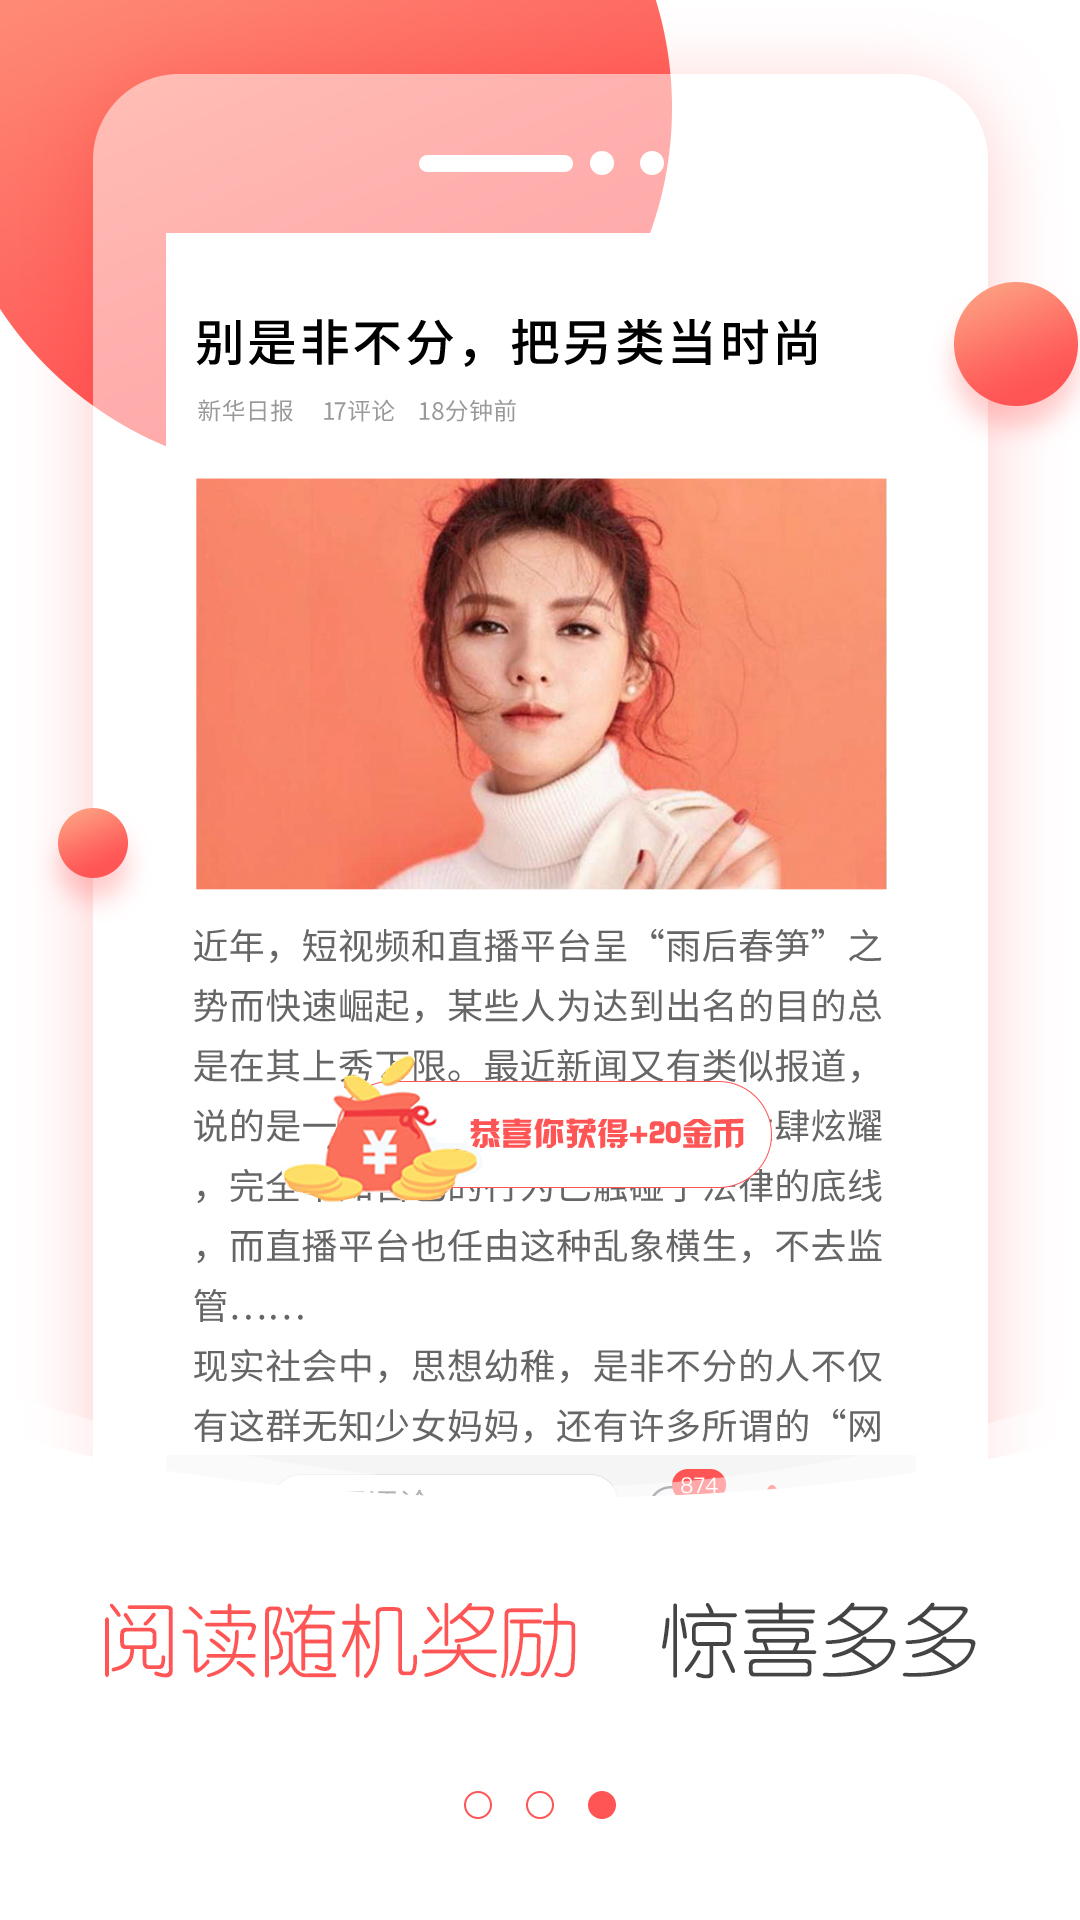 别是非不分，把另类当时尚
新华日报 17评论 18分钟前
近年，短视频和直播平台呈“雨后春笋”之
势而快速崛起，某些人为达到出名的目的总
是在其上秀下限。最近新闻又有类似报道，
说的是一
肆炫耀
恭喜你获得+20金币
，完全
的行为已触碰了法律的底线
，而直播平台也任由这种乱象横生，不去监
管……
现实社会中，思想幼稚，是非不分的人不仅
有这群无知少女妈妈，还有许多所谓的“网
874
阅读随机奖励 惊喜多多